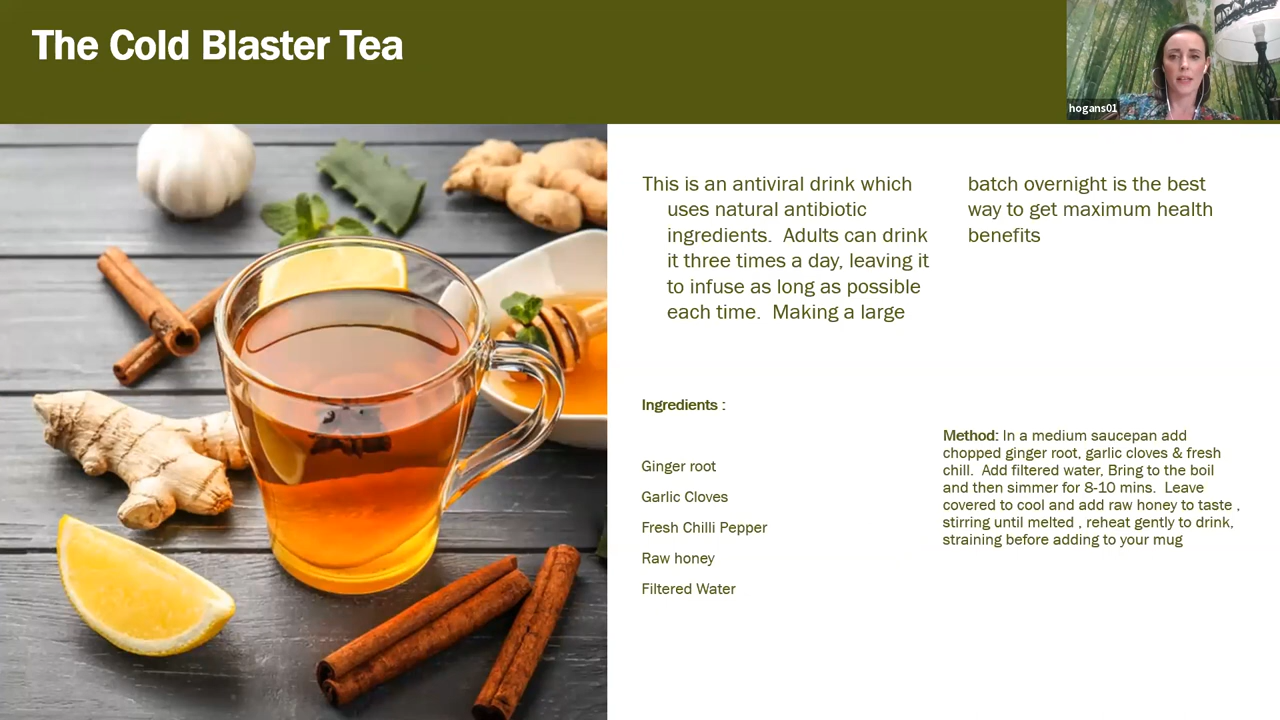 The Cold Blaster Tea
hogans01
This is an antiviral drink which
uses natural antibiotic
ingredients.  Adults can drink
it three times a day, leaving it
to infuse as long as possible
each time.  Making a large
batch overnight is the best
way to get maximum health
benefits
Ingredients :
Ginger root
Garlic Cloves
Fresh Chilli Pepper
Raw honey
Filtered Water
Method: In a medium saucepan add
chopped ginger root, garlic cloves & fresh
chill.  Add filtered water, Bring to the boil
and then simmer for 8-10 mins.  Leave
covered to cool and add raw honey to taste ,
stirring until melted , reheat gently to drink,
straining before adding to your mug